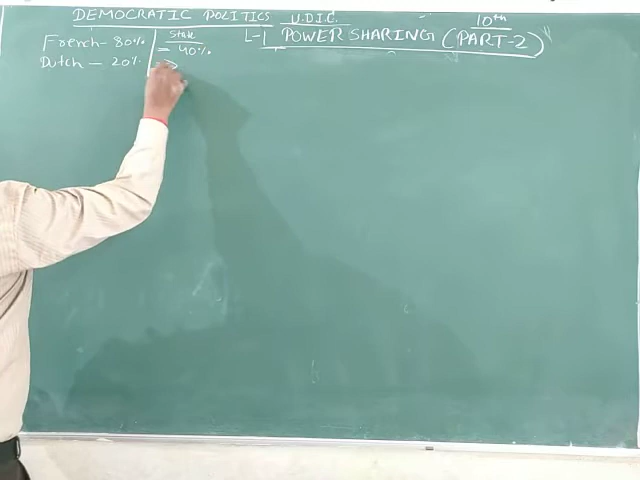 DEMOCRATIC POLITICS U.D.I.C. 10th
L-1 POWER SHARING (PART-2)"
French - 80%
Dutch - 20%
State
= 40%